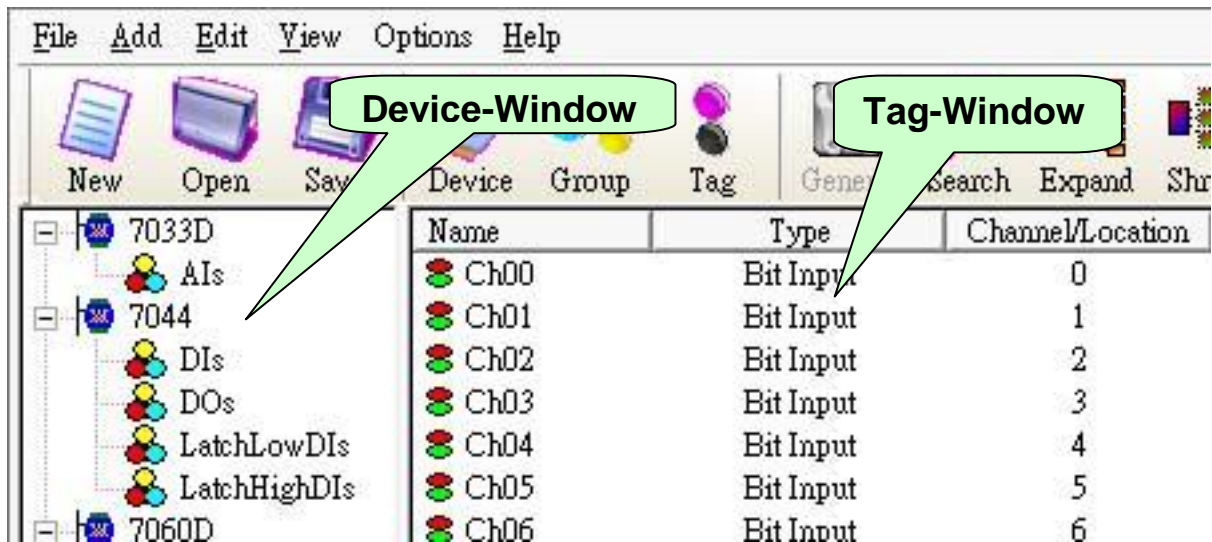 File Add Edit View Options Help
Device-Window Tag-Window
New Open Sav Device Group Tag Gene Search Expand Shr
7033D Name Type Channel/Location
AIs Ch00 Bit Input 0
7044 Ch01 Bit Input 1
DIs Ch02 Bit Input 2
DOs Ch03 Bit Input 3
LatchLowDIs Ch04 Bit Input 4
LatchHighDIs Ch05 Bit Input 5
7060D Ch06 Bit Input 6